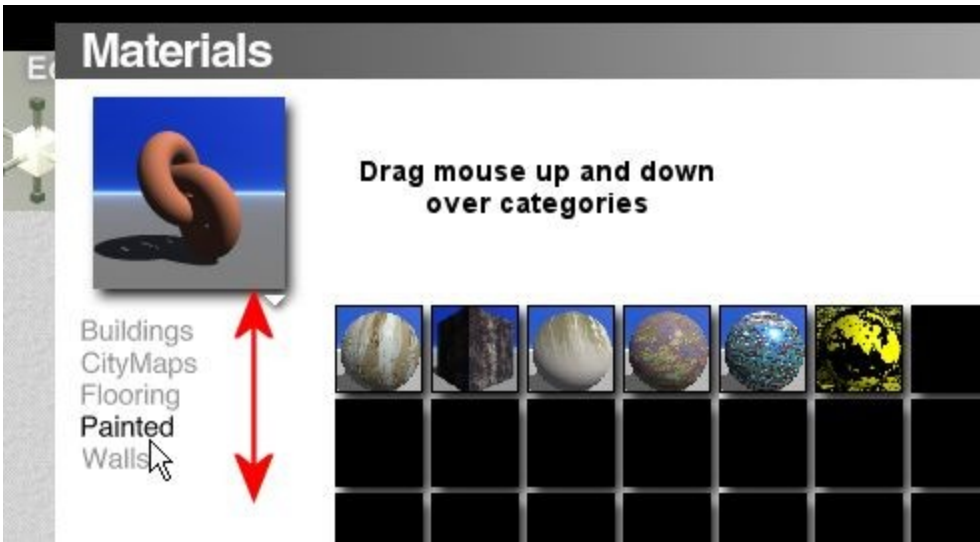 Materials
Drag mouse up and down
over categories
Buildings
CityMaps
Flooring
Painted
Walls